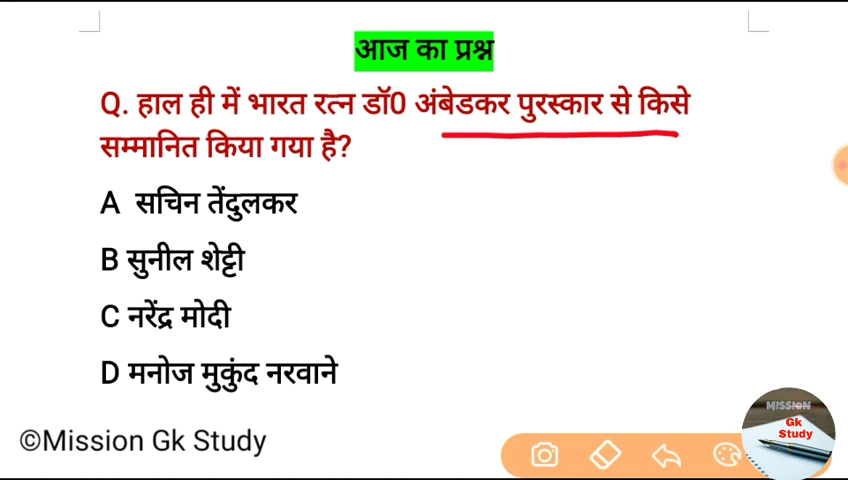 आज का प्रश्न
Q. हाल ही में भारत रत्न डॉ0 अंबेडकर पुरस्कार से किसे
सम्मानित किया गया है?
A सचिन तेंदुलकर
B सुनील शेट्टी
C नरेंद्र मोदी
D मनोज मुकुंद नरवाने
©Mission Gk Study
MISSION
Gk
Study